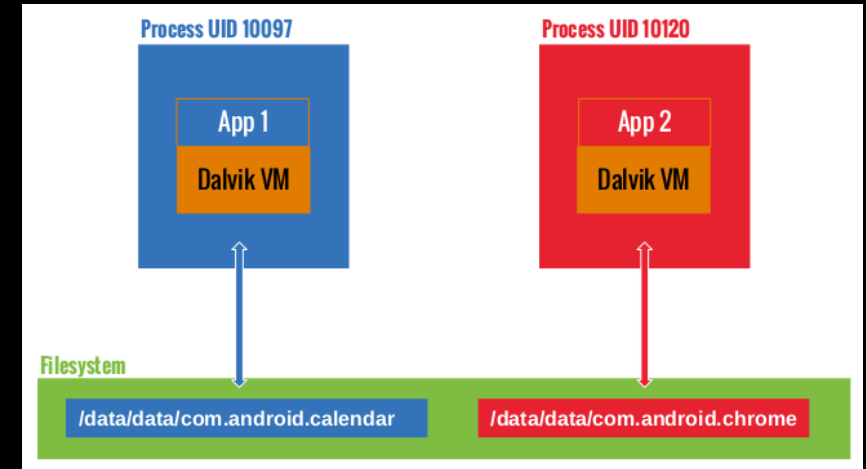 Process UID 10097
Process UID 10120
App 1
Dalvik VM
App 2
Dalvik VM
Filesystem
/data/data/com.android.calendar
/data/data/com.android.chrome